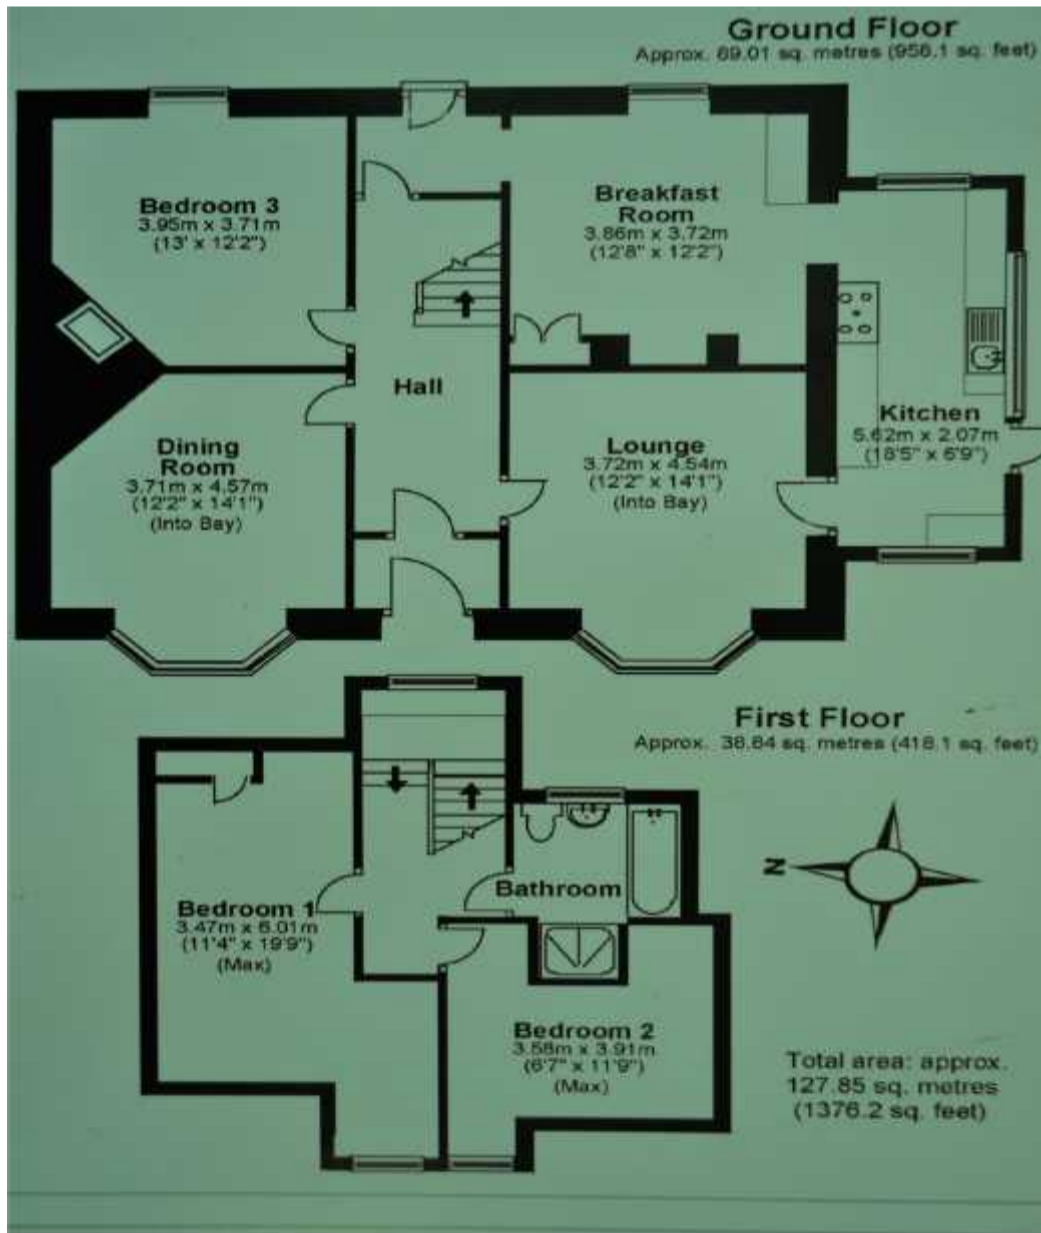 Ground Floor
Approx. 89.01 sq. metres (958.1 sq. feet)
Bedroom 3
3.95m x 3.71m
(13' x 12'2")
Breakfast
Room
3.86m x 3.72m
(12'8" x 12'2")
Hall
Dining
Room
3.71m x 4.57m
(12'2" x 14'1")
(Into Bay)
Lounge
3.72m x 4.54m
(12'2" x 14'1")
(Into Bay)
Kitchen
5.62m x 2.07m
(18'5" x 6'9")
First Floor
Approx. 38.84 sq. metres (418.1 sq. feet)
Bathroom
Bedroom 1
3.47m x 6.01m
(11'4" x 19'9")
(Max)
N
Bedroom 2
3.58m x 3.91m
(6'7" x 11'9")
(Max)
Total area: approx.
127.85 sq. metres
(1376.2 sq. feet)